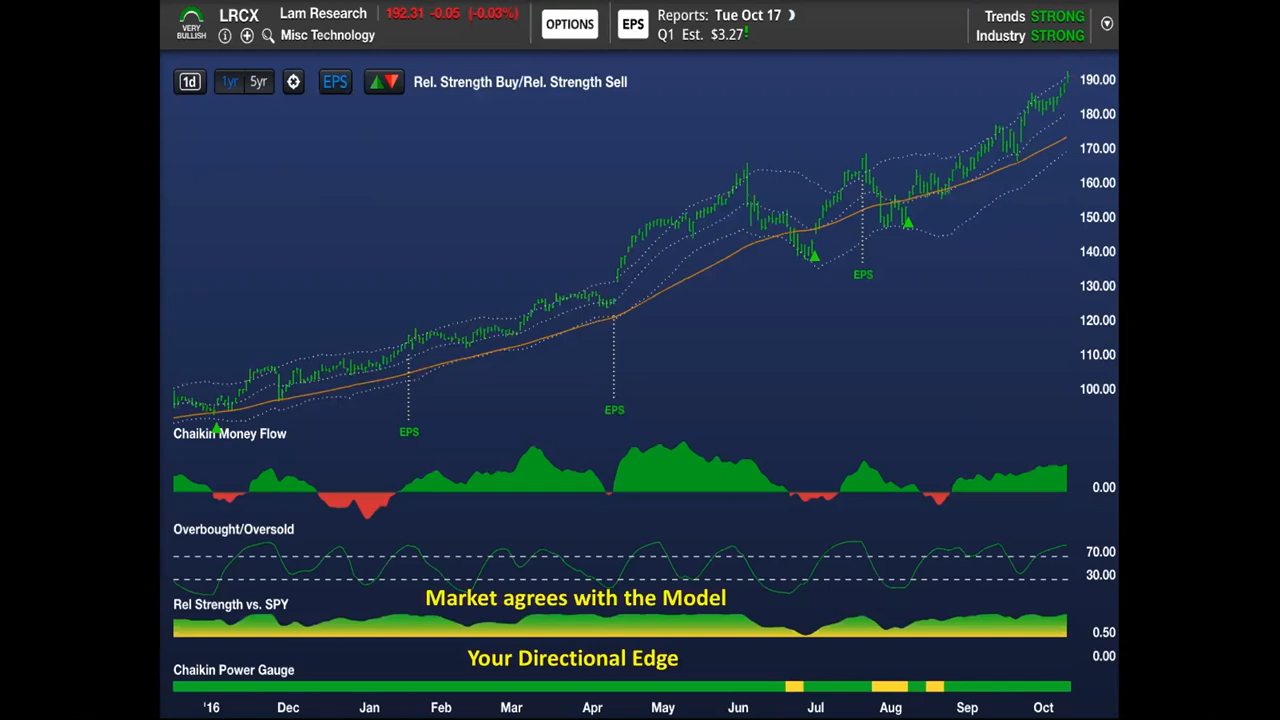 VERY BULLISH
LRCX Lam Research 192.31 -0.05 (-0.03%)
Misc Technology
OPTIONS
EPS
Reports: Tue Oct 17
Q1 Est. $3.27!
Trends STRONG
Industry STRONG
1d 1yr 5yr EPS Rel. Strength Buy/Rel. Strength Sell
190.00
180.00
170.00
160.00
150.00
140.00
130.00
120.00
110.00
100.00
EPS
EPS
EPS
Chaikin Money Flow
0.00
Overbought/Oversold
70.00
30.00
Market agrees with the Model
Rel Strength vs. SPY
0.50
0.00
Your Directional Edge
Chaikin Power Gauge
'16 Dec Jan Feb Mar Apr May Jun Jul Aug Sep Oct